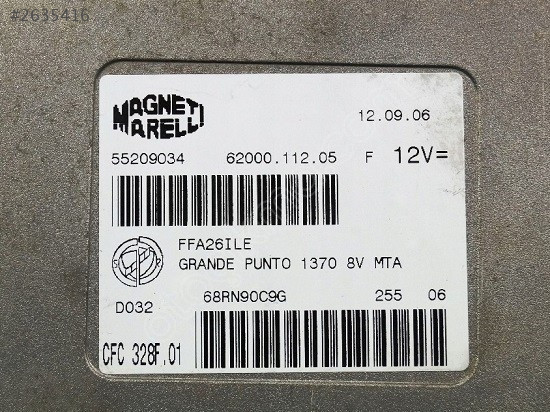 #2635416
MAGNETI
MARELLI
12.09.06
55209034 62000.112.05 F 12V=
FFA26ILE
GRANDE PUNTO 1370 8V MTA
D032 68RN90C9G 255 06
CFC 328F.01